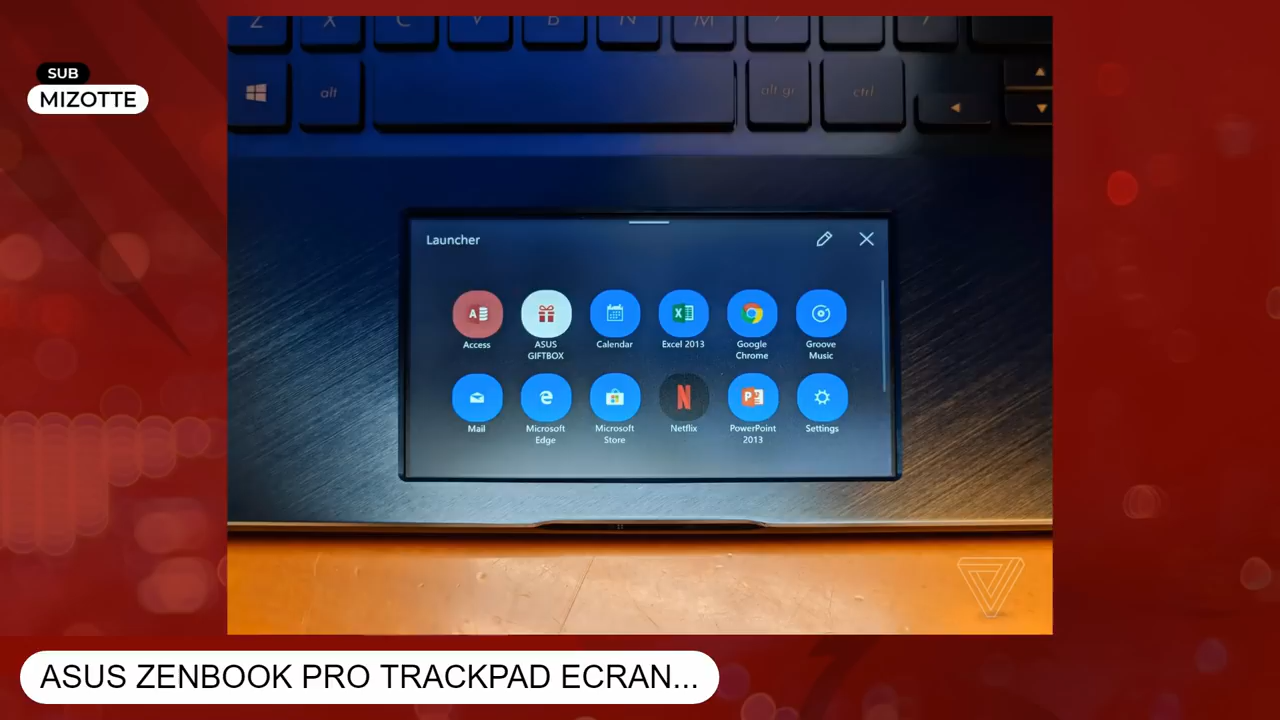 SUB
MIZOTTE
Z X C V B N M
alt
alt gr
ctrl
Launcher
Access
ASUS
GIFTBOX
Calendar
Excel 2013
Google
Chrome
Groove
Music
Mail
Microsoft
Edge
Microsoft
Store
N
Netflix
PowerPoint
2013
Settings
ASUS ZENBOOK PRO TRACKPAD ECRAN...